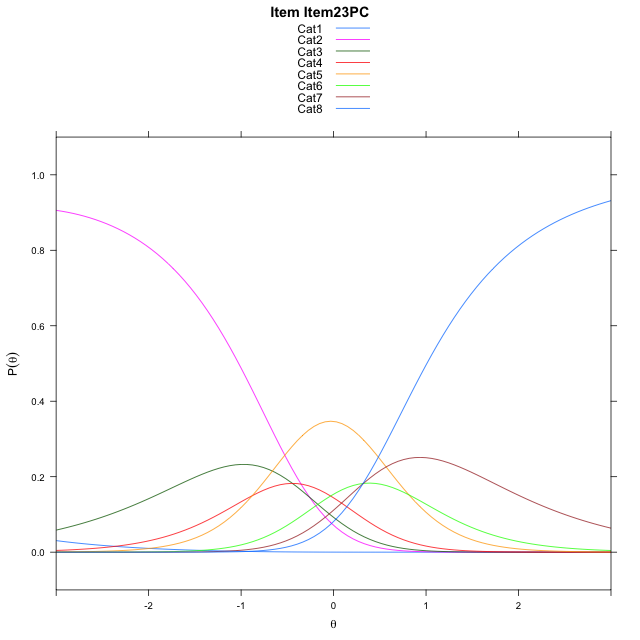 Item Item23PC
Cat1
Cat2
Cat3
Cat4
Cat5
Cat6
Cat7
Cat8
1.0
0.8
0.6
0.4
0.2
0.0
P(θ)
-2 -1 0 1 2
θ